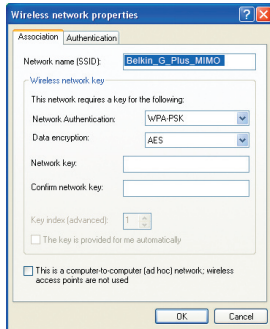 Wireless network properties
Association Authentication
Network name (SSID): Belkin_G_Plus_MIMO
Wireless network key
This network requires a key for the following:
Network Authentication: WPA-PSK
Data encryption: AES
Network key:
Confirm network key:
Key index (advanced): 1
The key is provided for me automatically
This is a computer-to-computer (ad hoc) network; wireless
access points are not used
OK Cancel